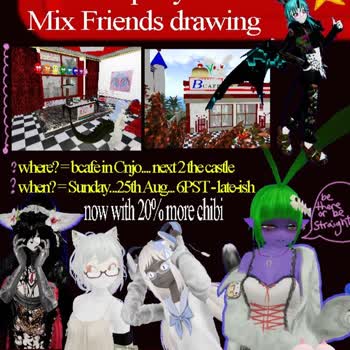 Mix Friends drawing
? where? = bcafe in Cnjo.... next 2 the castle
? when? = Sunday...25th Aug... 6PST - late-ish
now with 20% more chibi
be
there
or be
straight!